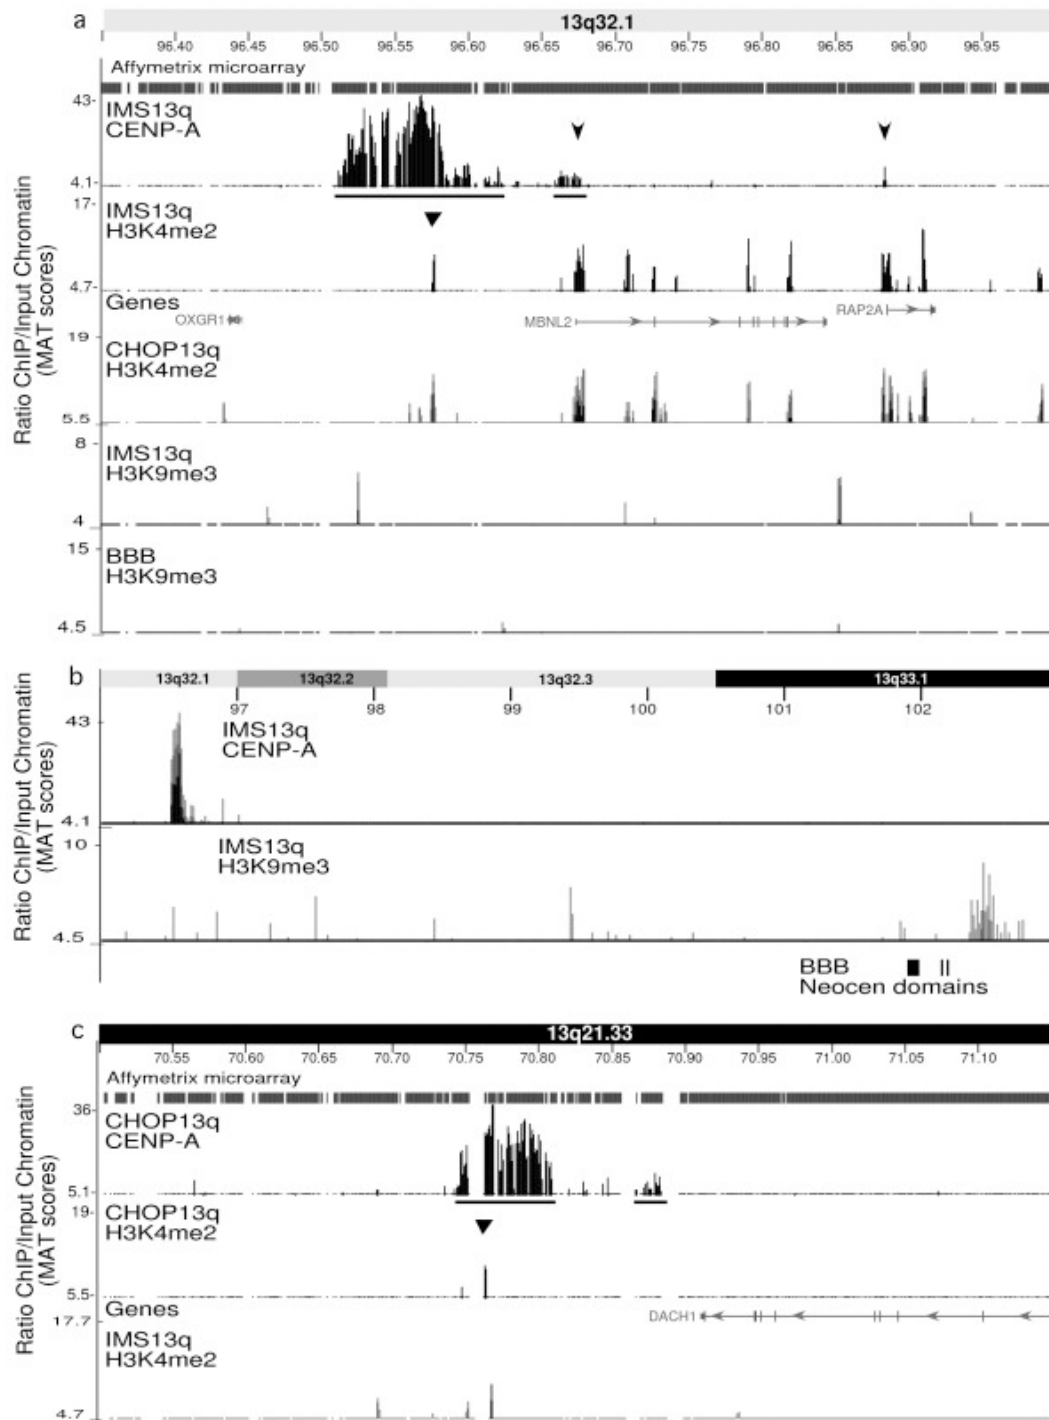 a
13q32.1
96.40 96.45 96.50 96.55 96.60 96.65 96.70 96.75 96.80 96.85 96.90 96.95
Affymetrix microarray
43-
IMS13q
CENP-A
4.1-
17-
IMS13q
H3K4me2
4.7-
Genes
OXGR1
MBNL2
RAP2A
19
CHOP13q
H3K4me2
5.5
8 -
IMS13q
H3K9me3
4
15
BBB
H3K9me3
4.5
Ratio ChIP/Input Chromatin
(MAT scores)
b
13q32.1 13q32.2 13q32.3 13q33.1
97 98 99 100 101 102
43
IMS13q
CENP-A
4.1
10
IMS13q
H3K9me3
4.5
BBB
Neocen domains
Ratio ChIP/Input Chromatin
(MAT scores)
c
13q21.33
70.55 70.60 70.65 70.70 70.75 70.80 70.85 70.90 70.95 71.00 71.05 71.10
Affymetrix microarray
36-
CHOP13q
CENP-A
5.1-
19-
CHOP13q
H3K4me2
5.5-
Genes
DACH1
17.7
IMS13q
H3K4me2
4.7
Ratio ChIP/Input Chromatin
(MAT scores)